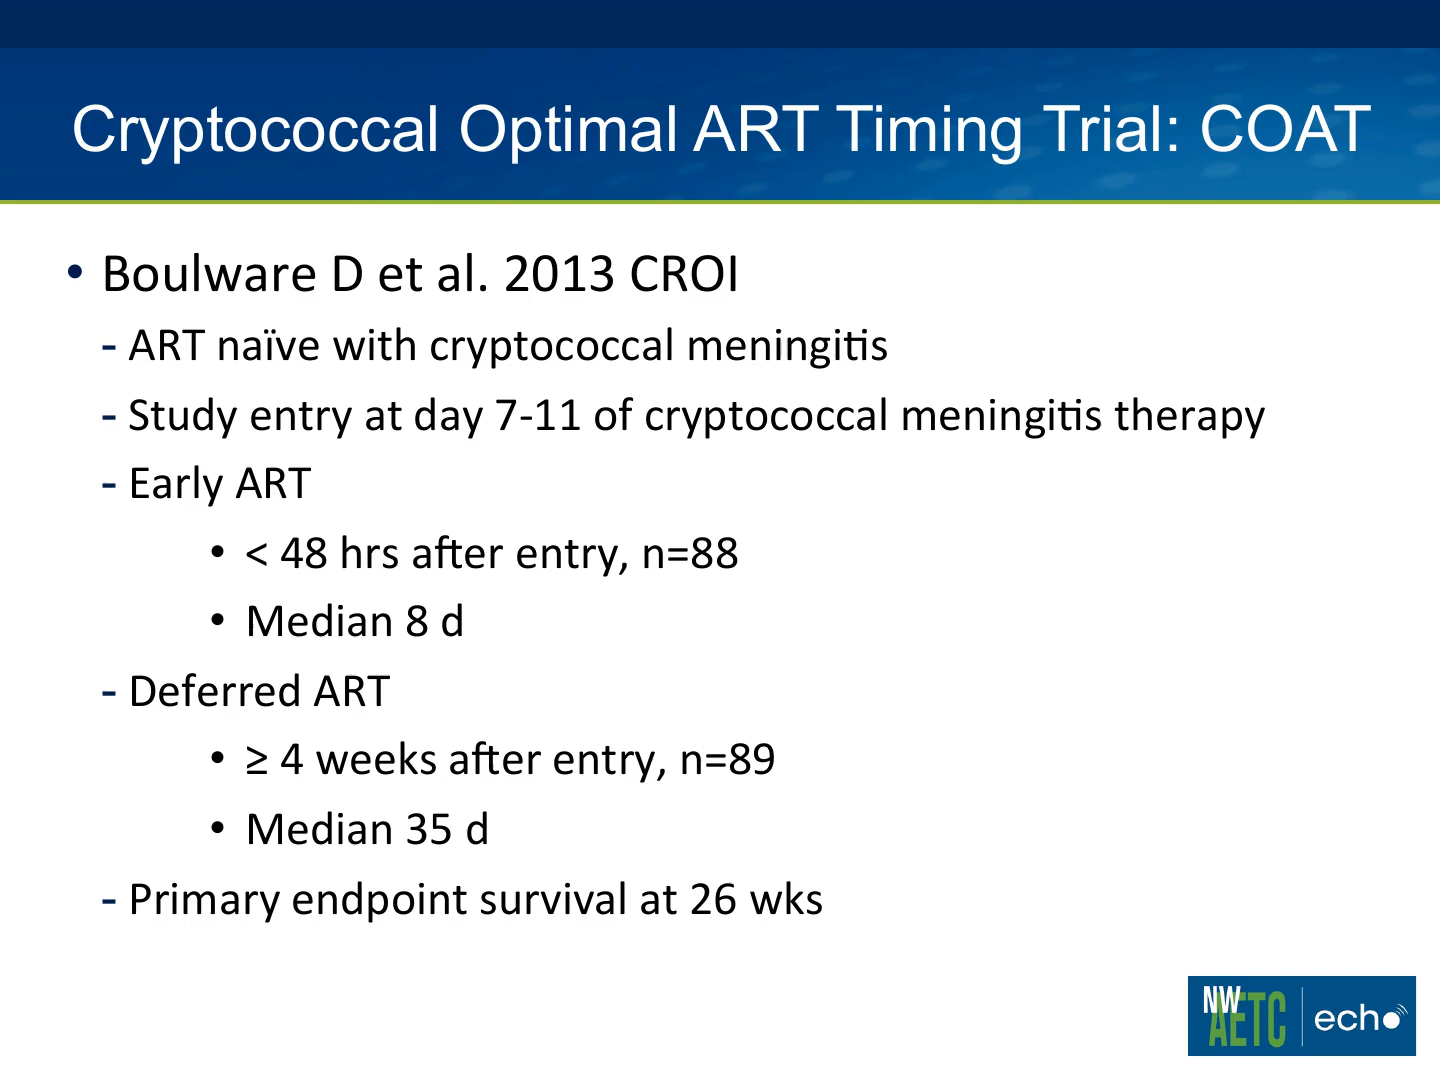 Cryptococcal Optimal ART Timing Trial: COAT
• Boulware D et al. 2013 CROI
- ART naïve with cryptococcal meningitis
- Study entry at day 7-11 of cryptococcal meningitis therapy
- Early ART
• < 48 hrs after entry, n=88
• Median 8 d
- Deferred ART
• ≥ 4 weeks after entry, n=89
• Median 35 d
- Primary endpoint survival at 26 wks
NW AETC echo